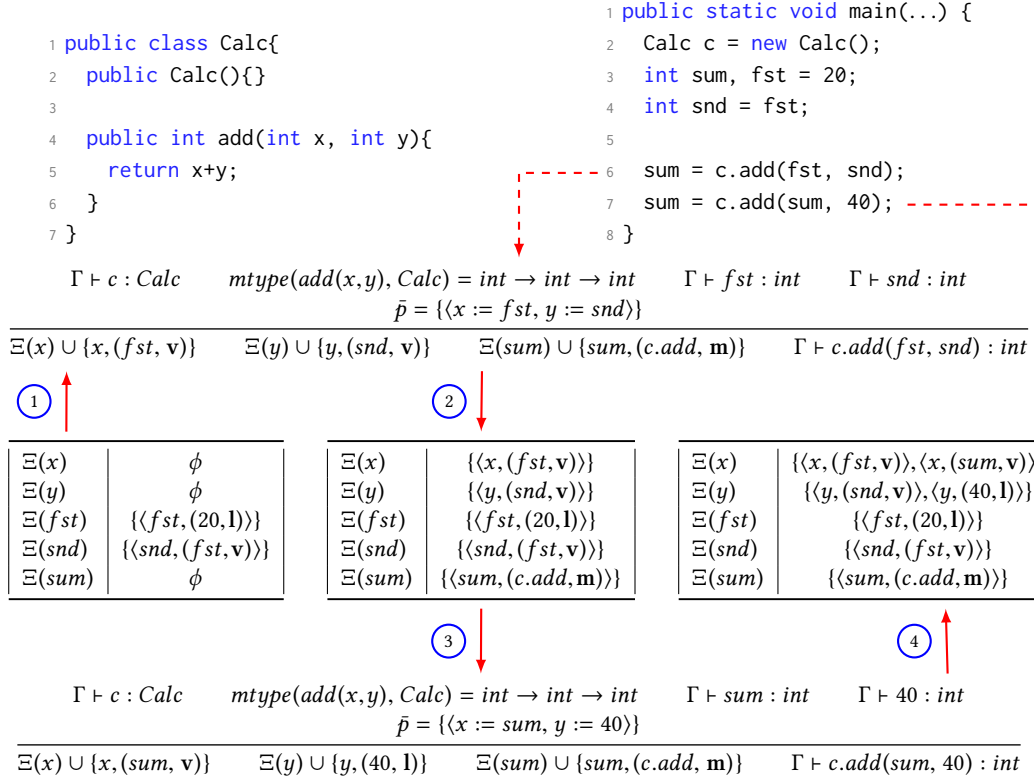 1 public class Calc{
2 public Calc(){}
3
4 public int add(int x, int y){
5 return x+y;
6 }
7 }
1 public static void main(...) {
2 Calc c = new Calc();
3 int sum, fst = 20;
4 int snd = fst;
5
6 sum = c.add(fst, snd);
7 sum = c.add(sum, 40);
8 }
Γ ⊢ c : Calc mtype(add(x,y), Calc) = int → int → int Γ ⊢ fst : int Γ ⊢ snd : int
p̄ = {⟨x := fst, y := snd⟩}
Ξ(x) ∪ {x,(fst, v)} Ξ(y) ∪ {y,(snd, v)} Ξ(sum) ∪ {sum,(c.add, m)} Γ ⊢ c.add(fst, snd) : int
1
2
Ξ(x) ϕ
Ξ(y) ϕ
Ξ(fst) {⟨fst,(20,l)⟩}
Ξ(snd) {⟨snd,(fst,v)⟩}
Ξ(sum) ϕ
Ξ(x) {⟨x,(fst,v)⟩}
Ξ(y) {⟨y,(snd,v)⟩}
Ξ(fst) {⟨fst,(20,l)⟩}
Ξ(snd) {⟨snd,(fst,v)⟩}
Ξ(sum) {⟨sum,(c.add,m)⟩}
Ξ(x) {⟨x,(fst,v)⟩,⟨x,(sum,v)⟩
Ξ(y) {⟨y,(snd,v)⟩,⟨y,(40,l)⟩}
Ξ(fst) {⟨fst,(20,l)⟩}
Ξ(snd) {⟨snd,(fst,v)⟩}
Ξ(sum) {⟨sum,(c.add,m)⟩}
3
4
Γ ⊢ c : Calc mtype(add(x,y), Calc) = int → int → int Γ ⊢ sum : int Γ ⊢ 40 : int
p̄ = {⟨x := sum, y := 40⟩}
Ξ(x) ∪ {x,(sum, v)} Ξ(y) ∪ {y,(40, l)} Ξ(sum) ∪ {sum,(c.add, m)} Γ ⊢ c.add(sum, 40) : int